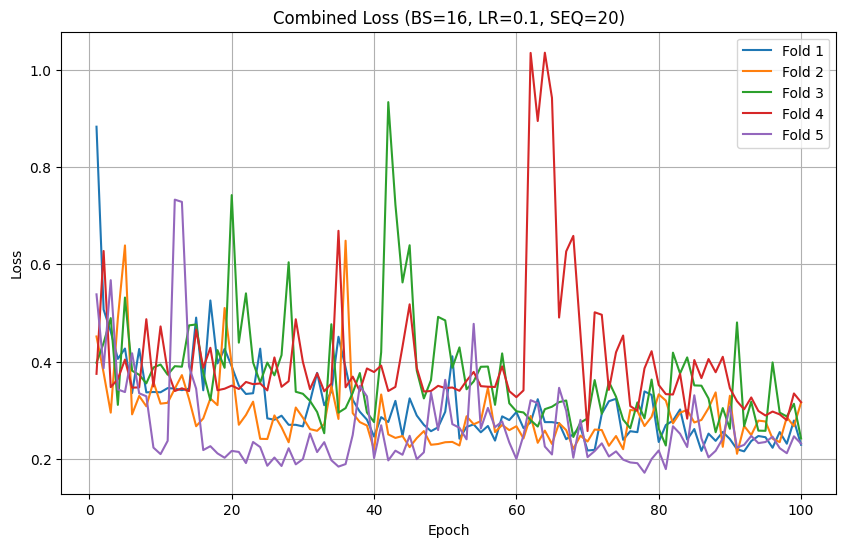 Combined Loss (BS=16, LR=0.1, SEQ=20)
Fold 1
Fold 2
Fold 3
Fold 4
Fold 5
1.0
0.8
0.6
0.4
0.2
Loss
0
20
40
60
80
100
Epoch